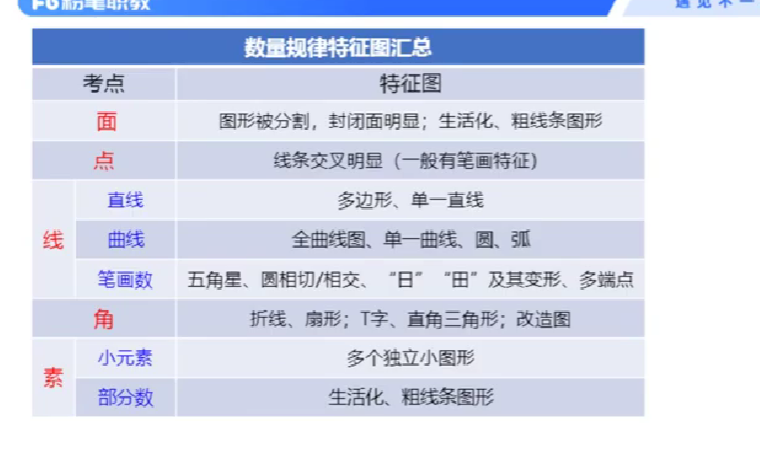 FG粉笔职教
遇见不一
数量规律特征图汇总
考点 特征图
面 图形被分割，封闭面明显；生活化、粗线条图形
点 线条交叉明显（一般有笔画特征）
线 直线 多边形、单一直线
曲线 全曲线图、单一曲线、圆、弧
笔画数 五角星、圆相切/相交、“日”“田”及其变形、多端点
角 折线、扇形；T字、直角三角形；改造图
素 小元素 多个独立小图形
部分数 生活化、粗线条图形